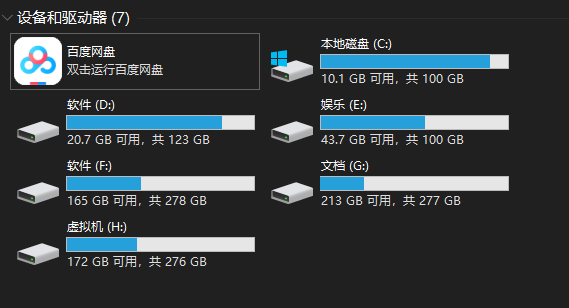 设备和驱动器 (7)
百度网盘
双击运行百度网盘
本地磁盘 (C:)
10.1 GB 可用，共 100 GB
软件 (D:)
20.7 GB 可用，共 123 GB
娱乐 (E:)
43.7 GB 可用，共 100 GB
软件 (F:)
165 GB 可用，共 278 GB
文档 (G:)
213 GB 可用，共 277 GB
虚拟机 (H:)
172 GB 可用，共 276 GB